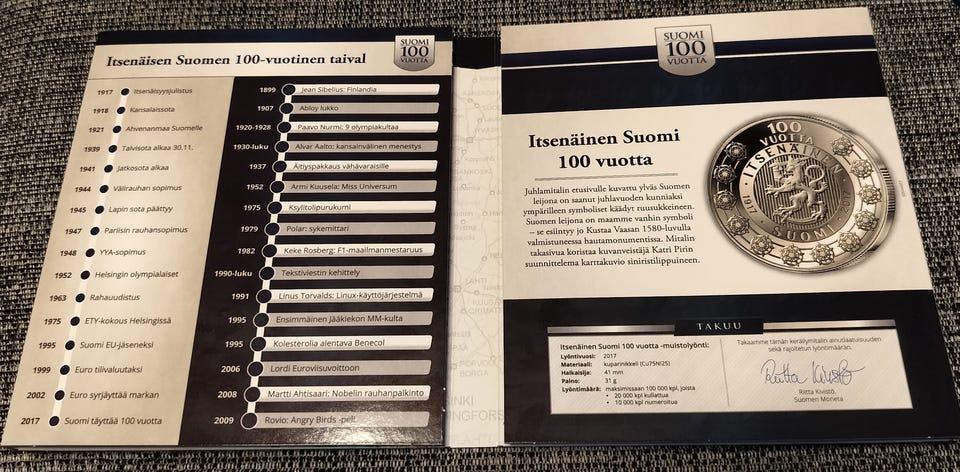 Itsenäisen Suomen 100-vuotinen taival
SUOMI
100
VUOTTA
1917 Itsenäisyysjulistus
1918 Kansalaissota
1921 Ahvenanmaa Suomelle
1939 Talvisota alkaa 30.11.
1941 Jatkosota alkaa
1944 Välirauhan sopimus
1945 Lapin sota päättyy
1947 Pariisin rauhansopimus
1948 YYA-sopimus
1952 Helsingin olympialaiset
1963 Rahauudistus
1975 ETY-kokous Helsingissä
1995 Suomi EU-jäseneksi
1999 Euro tilivaluutaksi
2002 Euro syrjäyttää markan
2017 Suomi täyttää 100 vuotta
1899 Jean Sibelius: Finlandia
1907 Abloy lukko
1920-1928 Paavo Nurmi: 9 olympiakultaa
1930-luku Alvar Aalto: kansainvälinen menestys
1937 Äitiyspakkaus vähävaraisille
1952 Armi Kuusela: Miss Universum
1975 Ksylitolipurukumi
1979 Polar: sykemittari
1982 Keke Rosberg: F1-maailmanmestaruus
1990-luku Tekstiviestin kehittely
1991 Linus Torvalds: Linux-käyttöjärjestelmä
1995 Ensimmäinen Jääkiekon MM-kulta
1995 Kolesterolia alentava Benecol
2006 Lordi Euroviisuvoittoon
2008 Martti Ahtisaari: Nobelin rauhanpalkinto
2009 Rovio: Angry Birds -peli
LAHTI
PORVOO
BORGA
SUOMI
100
VUOTTA
Itsenäinen Suomi
100 vuotta
Juhlamitalin etusivulle kuvattu ylväs Suomen
leijona on saanut juhlavuoden kunniaksi
ympärilleen symboliset käädyt ruusukkeineen.
Suomen leijona on maamme vanhin symboli
– se esiintyy jo Kustaa Vaasan 1580-luvulla
valmistuneessa hautamonumentissa. Mitalin
takasivua koristaa kuvanveistäjä Katri Pirin
suunnittelema karttakuvio siniristilippuineen.
100
VUOTTA
ITSENÄINEN
1917
2017
SUOMI
TAKUU
Itsenäinen Suomi 100 vuotta -muistolyönti:
Lyöntivuosi: 2017
Materiaali: kuparinikkeli (Cu75Ni25)
Halkaisija: 41 mm
Paino: 31 g
Lyöntimäärä: maksimissaan 100 000 kpl, joista
• 20 000 kpl kullattua
• 10 000 kpl numeroitua
Takaamme tämän keräilymitalin ainutlaatuisuuden
sekä rajoitetun lyöntimäärän.
Riitta Kivistö
Riitta Kivistö,
Suomen Moneta